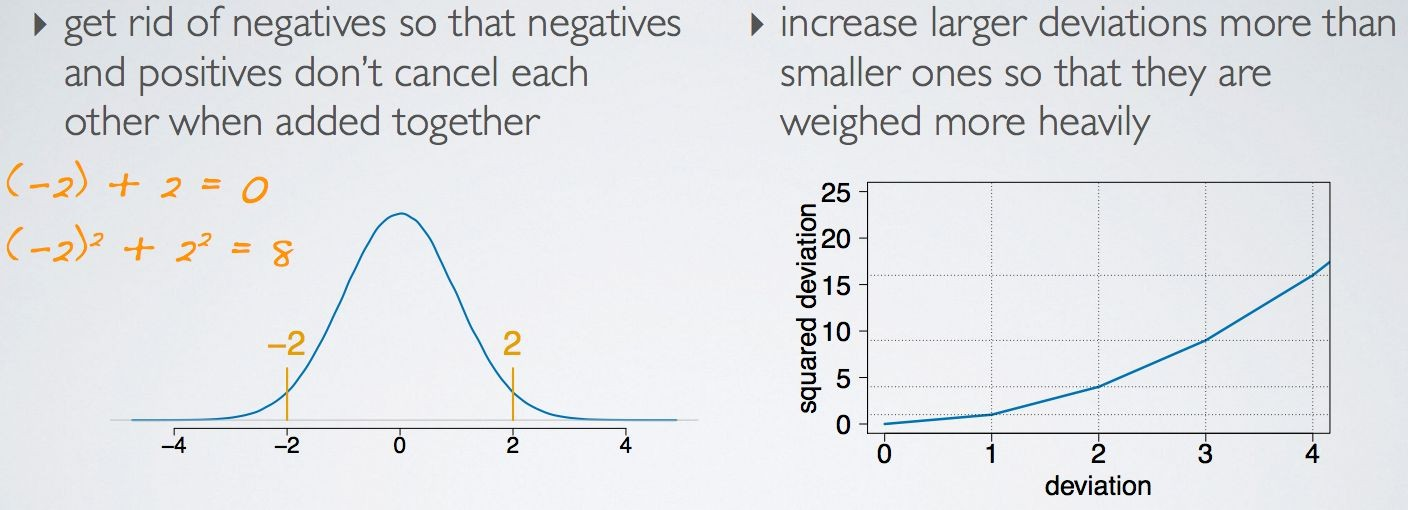 ▸ get rid of negatives so that negatives
and positives don't cancel each
other when added together
(-2) + 2 = 0
(-2)² + 2² = 8
−2
2
−4 −2 0 2 4
▸ increase larger deviations more than
smaller ones so that they are
weighed more heavily
25
20
15
10
5
0
squared deviation
0 1 2 3 4
deviation